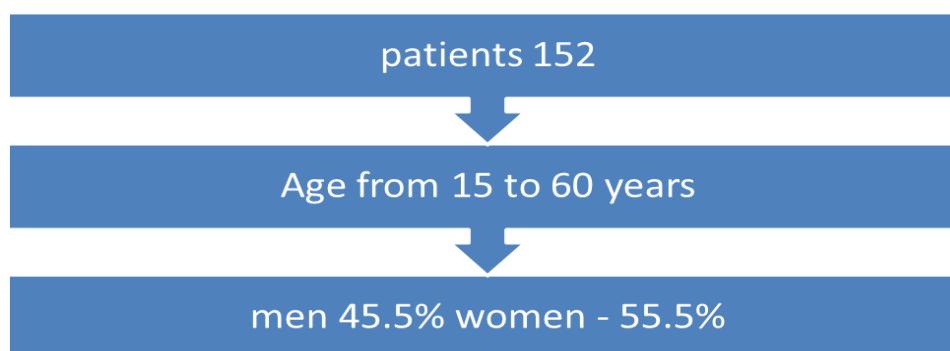 patients 152
Age from 15 to 60 years
men 45.5% women - 55.5%